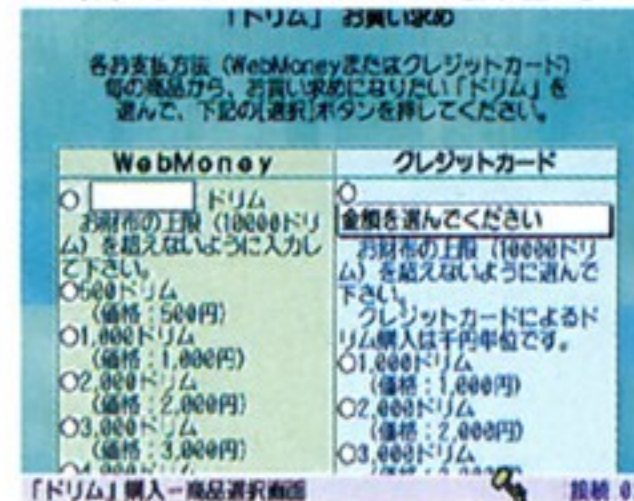 「ドリム」 お買い求め
各お支払方法（WebMoneyまたはクレジットカード）
毎の商品から、お買い求めになりたい「ドリム」を
選んで、下記の[選択]ボタンを押してください。
WebMoney
○ ドリム
お財布の上限（10000ドリ
ム）を超えないように入力し
て下さい。
○500ドリム
（価格：500円）
○1,000ドリム
（価格：1,000円）
○2,000ドリム
（価格：2,000円）
○3,000ドリム
（価格：3,000円）
○4,000ドリム
クレジットカード
○
金額を選んでください
お財布の上限（10000ドリ
ム）を超えないように選んで
下さい。
クレジットカードによるド
リム購入は千円単位です。
○1,000ドリム
（価格：1,000円）
○2,000ドリム
（価格：2,000円）
○3,000ドリム
「ドリム」購入－商品選択画面
接続 0